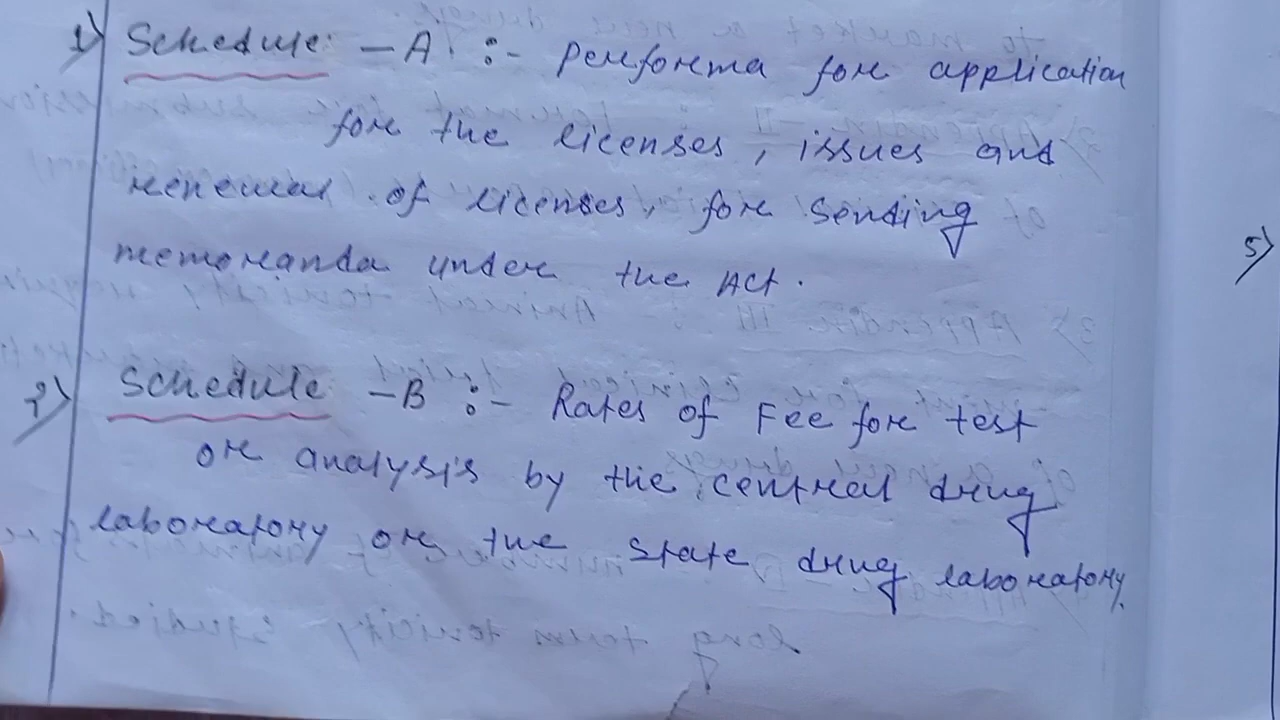 1) Schedule - A :- Performa for application
for the licenses, issues and
renewal of licenses, for sending
memoranda under the Act.
2) Schedule - B :- Rates of Fee for test
or analysis by the central drug
laboratory or the state drug laboratory.
5)